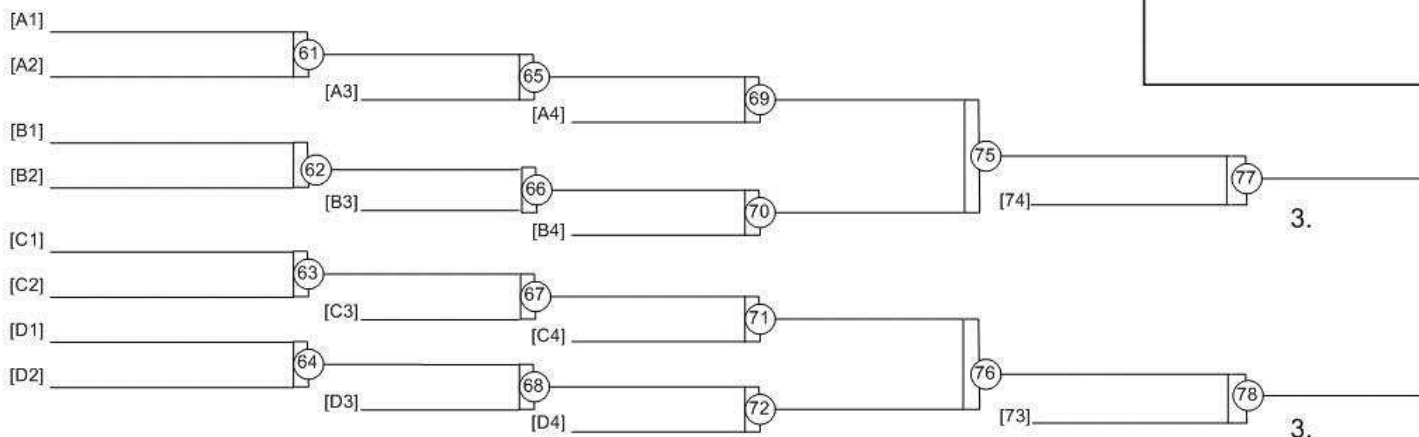 [A1]
61
[A2]
65
[A3]
69
[A4]
[B1]
75
62
[B2]
66
77
[B3]
[74]
70
[B4]
3.
[C1]
63
[C2]
67
[C3]
71
[C4]
[D1]
64
76
[D2]
68
78
[D3]
72
[D4]
[73]
3.